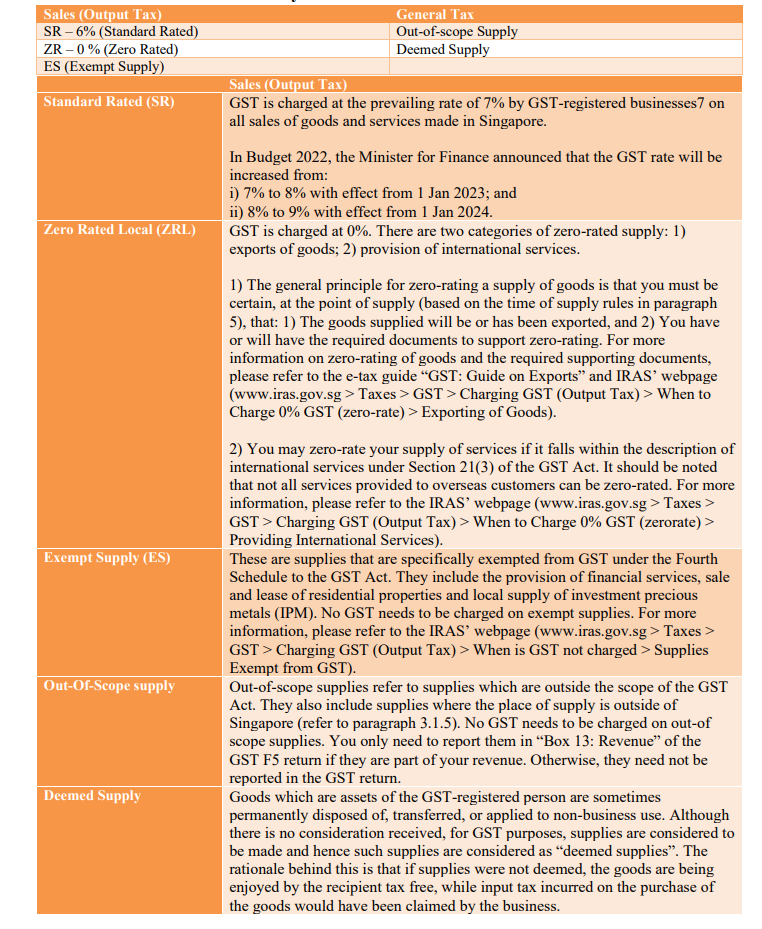 Sales (Output Tax) General Tax
SR – 6% (Standard Rated) Out-of-scope Supply
ZR – 0 % (Zero Rated) Deemed Supply
ES (Exempt Supply)
Sales (Output Tax)
Standard Rated (SR)
GST is charged at the prevailing rate of 7% by GST-registered businesses7 on
all sales of goods and services made in Singapore.
In Budget 2022, the Minister for Finance announced that the GST rate will be
increased from:
i) 7% to 8% with effect from 1 Jan 2023; and
ii) 8% to 9% with effect from 1 Jan 2024.
Zero Rated Local (ZRL)
GST is charged at 0%. There are two categories of zero-rated supply: 1)
exports of goods; 2) provision of international services.
1) The general principle for zero-rating a supply of goods is that you must be
certain, at the point of supply (based on the time of supply rules in paragraph
5), that: 1) The goods supplied will be or has been exported, and 2) You have
or will have the required documents to support zero-rating. For more
information on zero-rating of goods and the required supporting documents,
please refer to the e-tax guide “GST: Guide on Exports” and IRAS’ webpage
(www.iras.gov.sg > Taxes > GST > Charging GST (Output Tax) > When to
Charge 0% GST (zero-rate) > Exporting of Goods).
2) You may zero-rate your supply of services if it falls within the description of
international services under Section 21(3) of the GST Act. It should be noted
that not all services provided to overseas customers can be zero-rated. For more
information, please refer to the IRAS’ webpage (www.iras.gov.sg > Taxes >
GST > Charging GST (Output Tax) > When to Charge 0% GST (zerorate) >
Providing International Services).
Exempt Supply (ES)
These are supplies that are specifically exempted from GST under the Fourth
Schedule to the GST Act. They include the provision of financial services, sale
and lease of residential properties and local supply of investment precious
metals (IPM). No GST needs to be charged on exempt supplies. For more
information, please refer to the IRAS’ webpage (www.iras.gov.sg > Taxes >
GST > Charging GST (Output Tax) > When is GST not charged > Supplies
Exempt from GST).
Out-Of-Scope supply
Out-of-scope supplies refer to supplies which are outside the scope of the GST
Act. They also include supplies where the place of supply is outside of
Singapore (refer to paragraph 3.1.5). No GST needs to be charged on out-of
scope supplies. You only need to report them in “Box 13: Revenue” of the
GST F5 return if they are part of your revenue. Otherwise, they need not be
reported in the GST return.
Deemed Supply
Goods which are assets of the GST-registered person are sometimes
permanently disposed of, transferred, or applied to non-business use. Although
there is no consideration received, for GST purposes, supplies are considered to
be made and hence such supplies are considered as “deemed supplies”. The
rationale behind this is that if supplies were not deemed, the goods are being
enjoyed by the recipient tax free, while input tax incurred on the purchase of
the goods would have been claimed by the business.